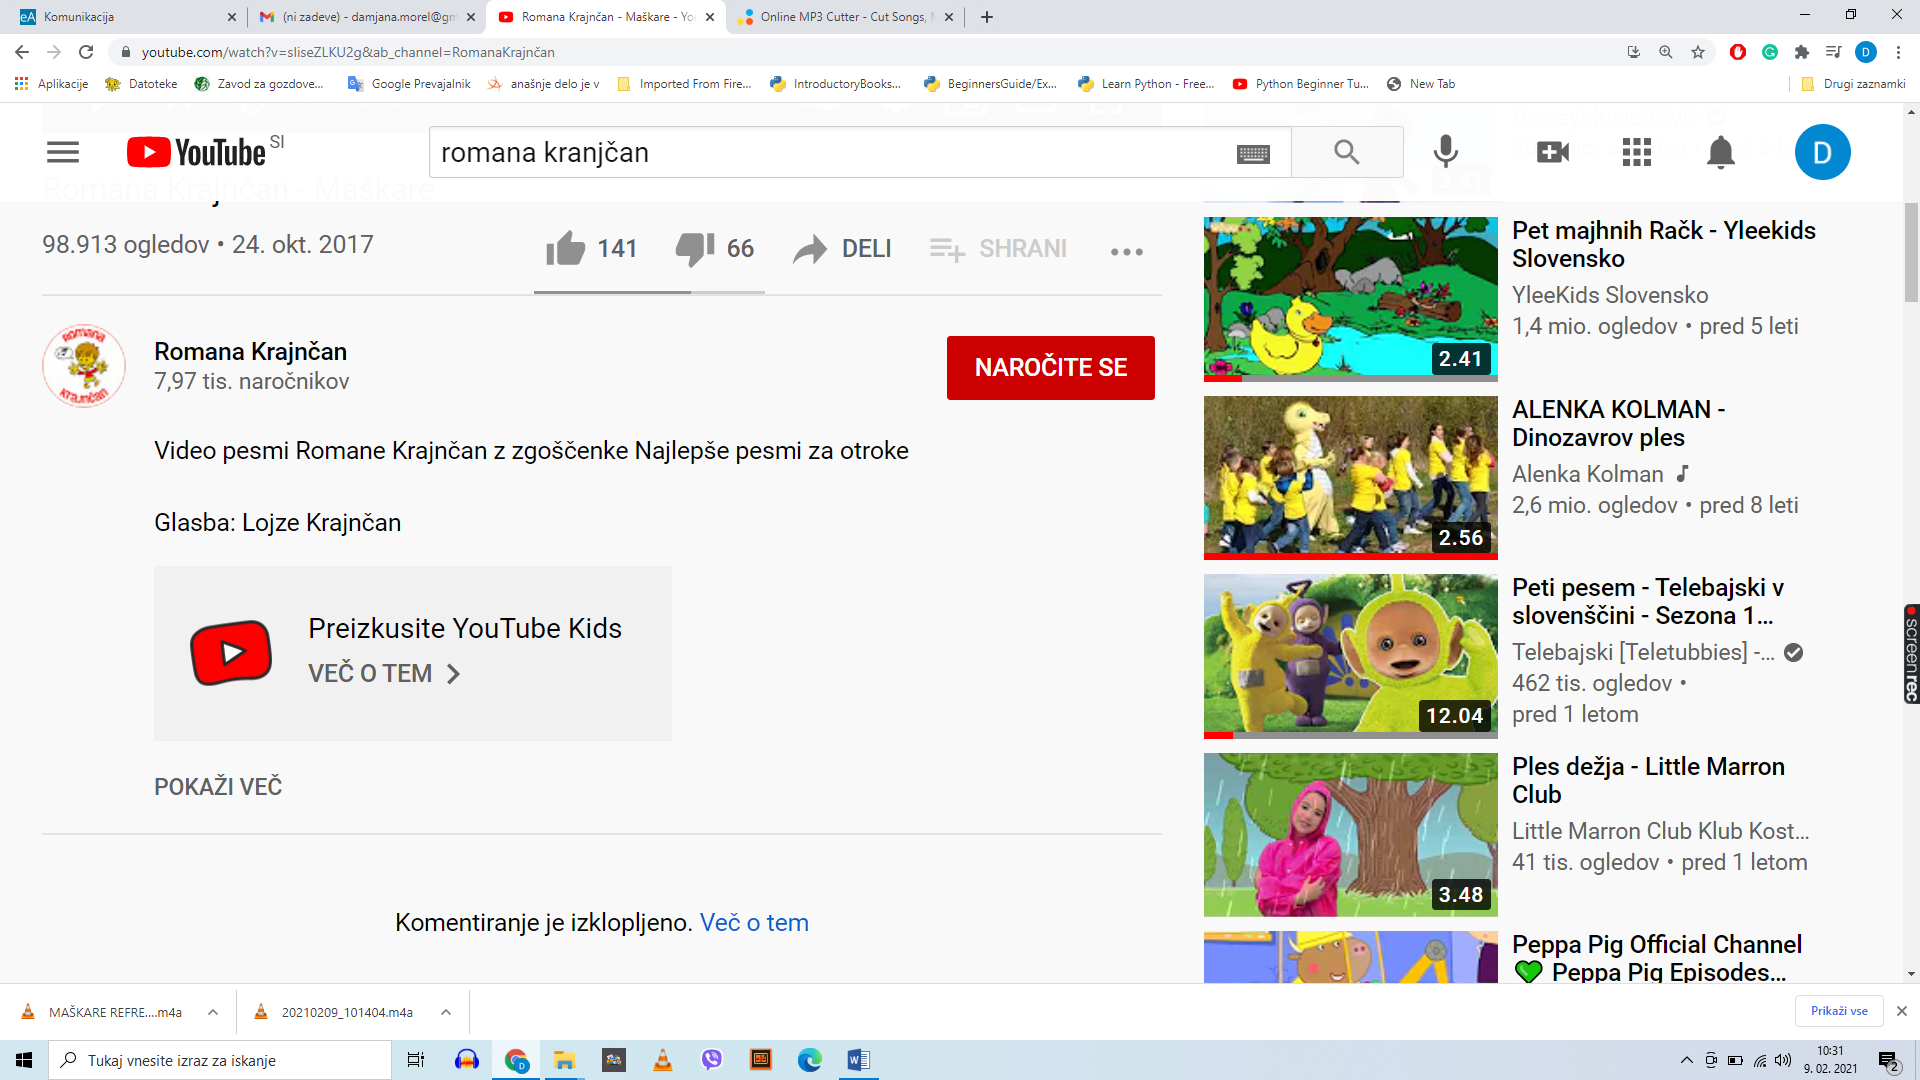 Komunikacija
(ni zadeve) - damjana.morel@gm
Romana Krajnčan - Maškare - Yo
Online MP3 Cutter - Cut Songs,
youtube.com/watch?v=sliseZLKU2g&ab_channel=RomanaKrajnčan
Aplikacije
Datoteke
Zavod za gozdove...
Google Prevajalnik
anašnje delo je v
Imported From Fire...
IntroductoryBooks...
BeginnersGuide/Ex...
Learn Python - Free...
Python Beginner Tu...
New Tab
Drugi zaznamki
YouTube SI
romana kranjčan
D
Romana Krajnčan - Maškare
98.913 ogledov • 24. okt. 2017
141
66
DELI
SHRANI
Romana Krajnčan
7,97 tis. naročnikov
NAROČITE SE
Video pesmi Romane Krajnčan z zgoščenke Najlepše pesmi za otroke
Glasba: Lojze Krajnčan
Preizkusite YouTube Kids
VEČ O TEM
POKAŽI VEČ
Komentiranje je izklopljeno. Več o tem
Pet majhnih Račk - Yleekids
Slovensko
YleeKids Slovensko
1,4 mio. ogledov • pred 5 leti
2.41
ALENKA KOLMAN -
Dinozavrov ples
Alenka Kolman
2,6 mio. ogledov • pred 8 leti
2.56
Peti pesem - Telebajski v
slovenščini - Sezona 1...
Telebajski [Teletubbies] -...
462 tis. ogledov •
pred 1 letom
12.04
Ples dežja - Little Marron
Club
Little Marron Club Klub Kost...
41 tis. ogledov • pred 1 letom
3.48
Peppa Pig Official Channel
💚 Peppa Pig Episodes...
screenrec
MAŠKARE REFRE....m4a
20210209_101404.m4a
Prikaži vse
Tukaj vnesite izraz za iskanje
10:31
9. 02. 2021
2